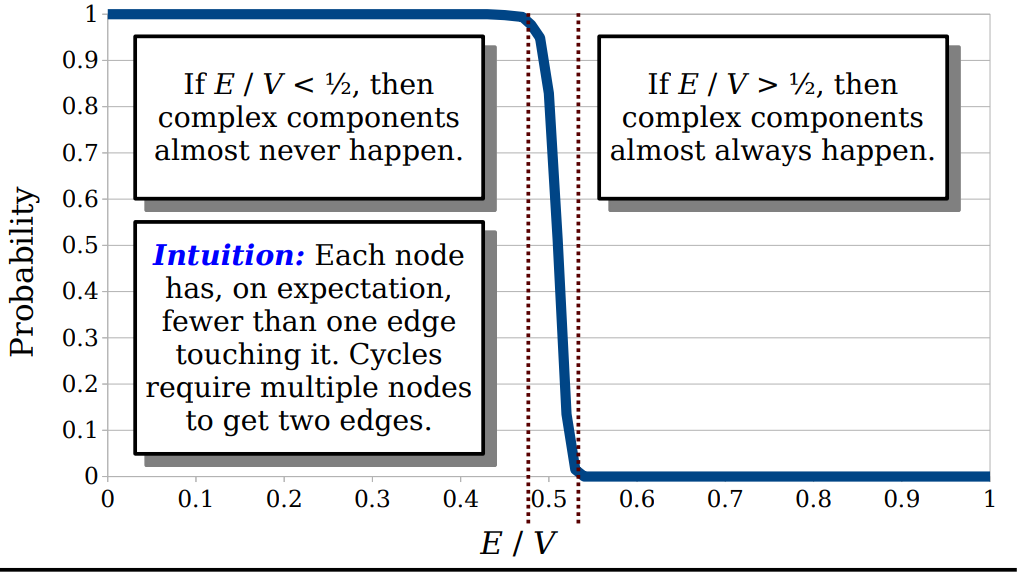 Probability
1
0.9
0.8
0.7
0.6
0.5
0.4
0.3
0.2
0.1
0
If E / V < ½, then
complex components
almost never happen.
If E / V > ½, then
complex components
almost always happen.
Intuition: Each node
has, on expectation,
fewer than one edge
touching it. Cycles
require multiple nodes
to get two edges.
0 0.1 0.2 0.3 0.4 0.5 0.6 0.7 0.8 0.9 1
E / V